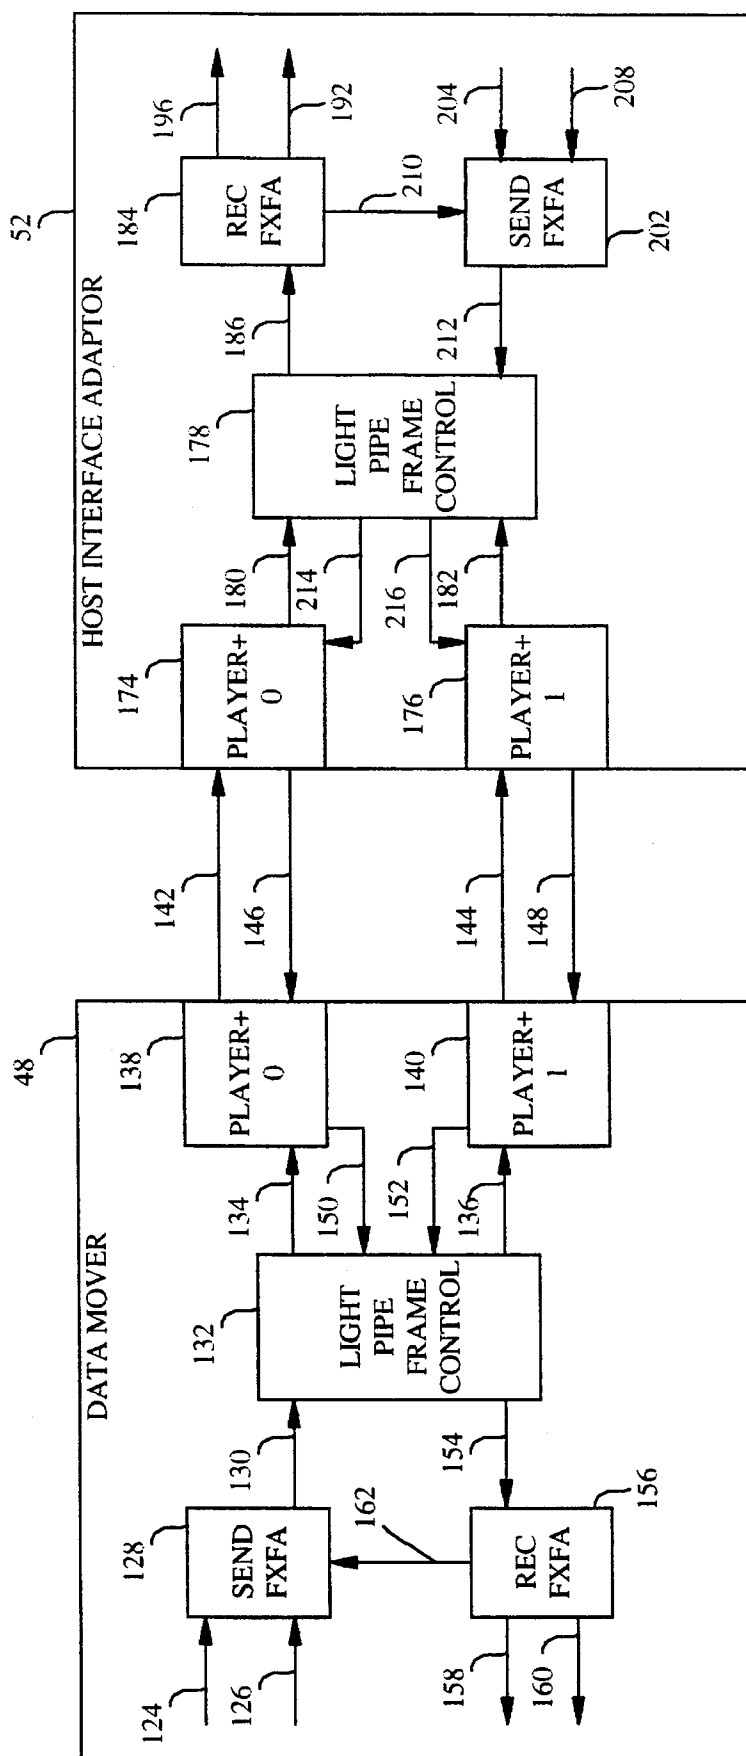 DATA MOVER
48
124
126
128
SEND
FXFA
130
132
LIGHT
PIPE
FRAME
CONTROL
134
150
152
136
138
PLAYER+
0
140
PLAYER+
1
154
156
REC
FXFA
158
160
162
142
146
144
148
HOST INTERFACE ADAPTOR
52
174
PLAYER+
0
176
PLAYER+
1
180
214
216
182
178
LIGHT
PIPE
FRAME
CONTROL
186
212
184
REC
FXFA
196
192
210
204
208
SEND
FXFA
202